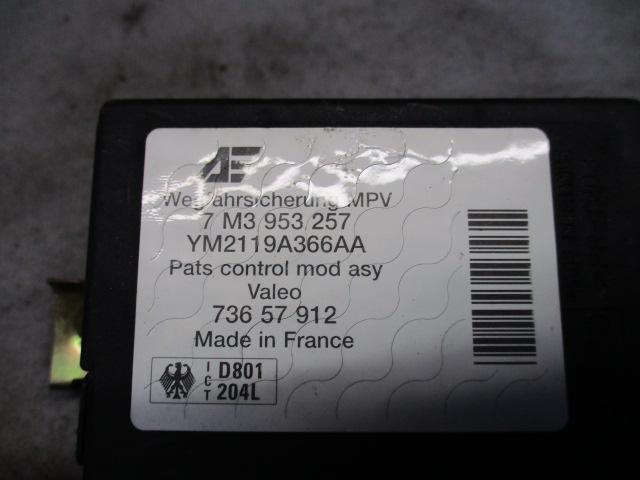 AE
Wegfahrsicherung MPV
7 M3 953 257
YM2119A366AA
Pats control mod asy
Valeo
736 57 912
Made in France
ICT D801
204L